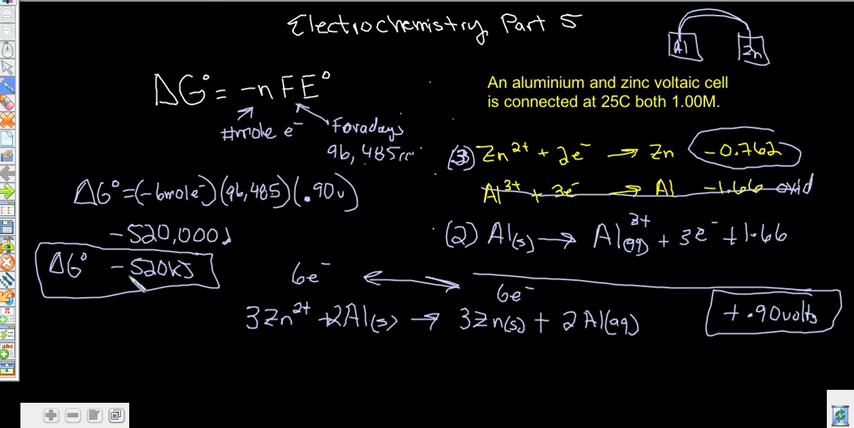 Electrochemistry, Part 5
Al Zn
ΔG° = -nFE°
#mole e⁻
Faradays
96,485
An aluminium and zinc voltaic cell
is connected at 25C both 1.00M.
(3) Zn²⁺ + 2e⁻ → Zn -0.762
Al³⁺ + 3e⁻ → Al -1.66 oxid
ΔG° = (-6mole⁻)(96,485)(.90v)
-520,000J
ΔG° -520kJ
(2) Al(s) → Al(aq) + 3e⁻ +1.66
6e⁻
6e⁻
3Zn²⁺ + 2Al(s) → 3Zn(s) + 2Al(aq)
+.90volts